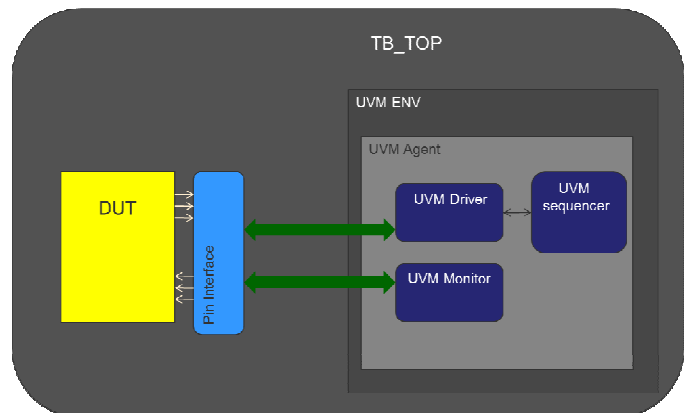 TB_TOP
UVM ENV
UVM Agent
DUT
Pin Interface
UVM Driver
UVM
sequencer
UVM Monitor